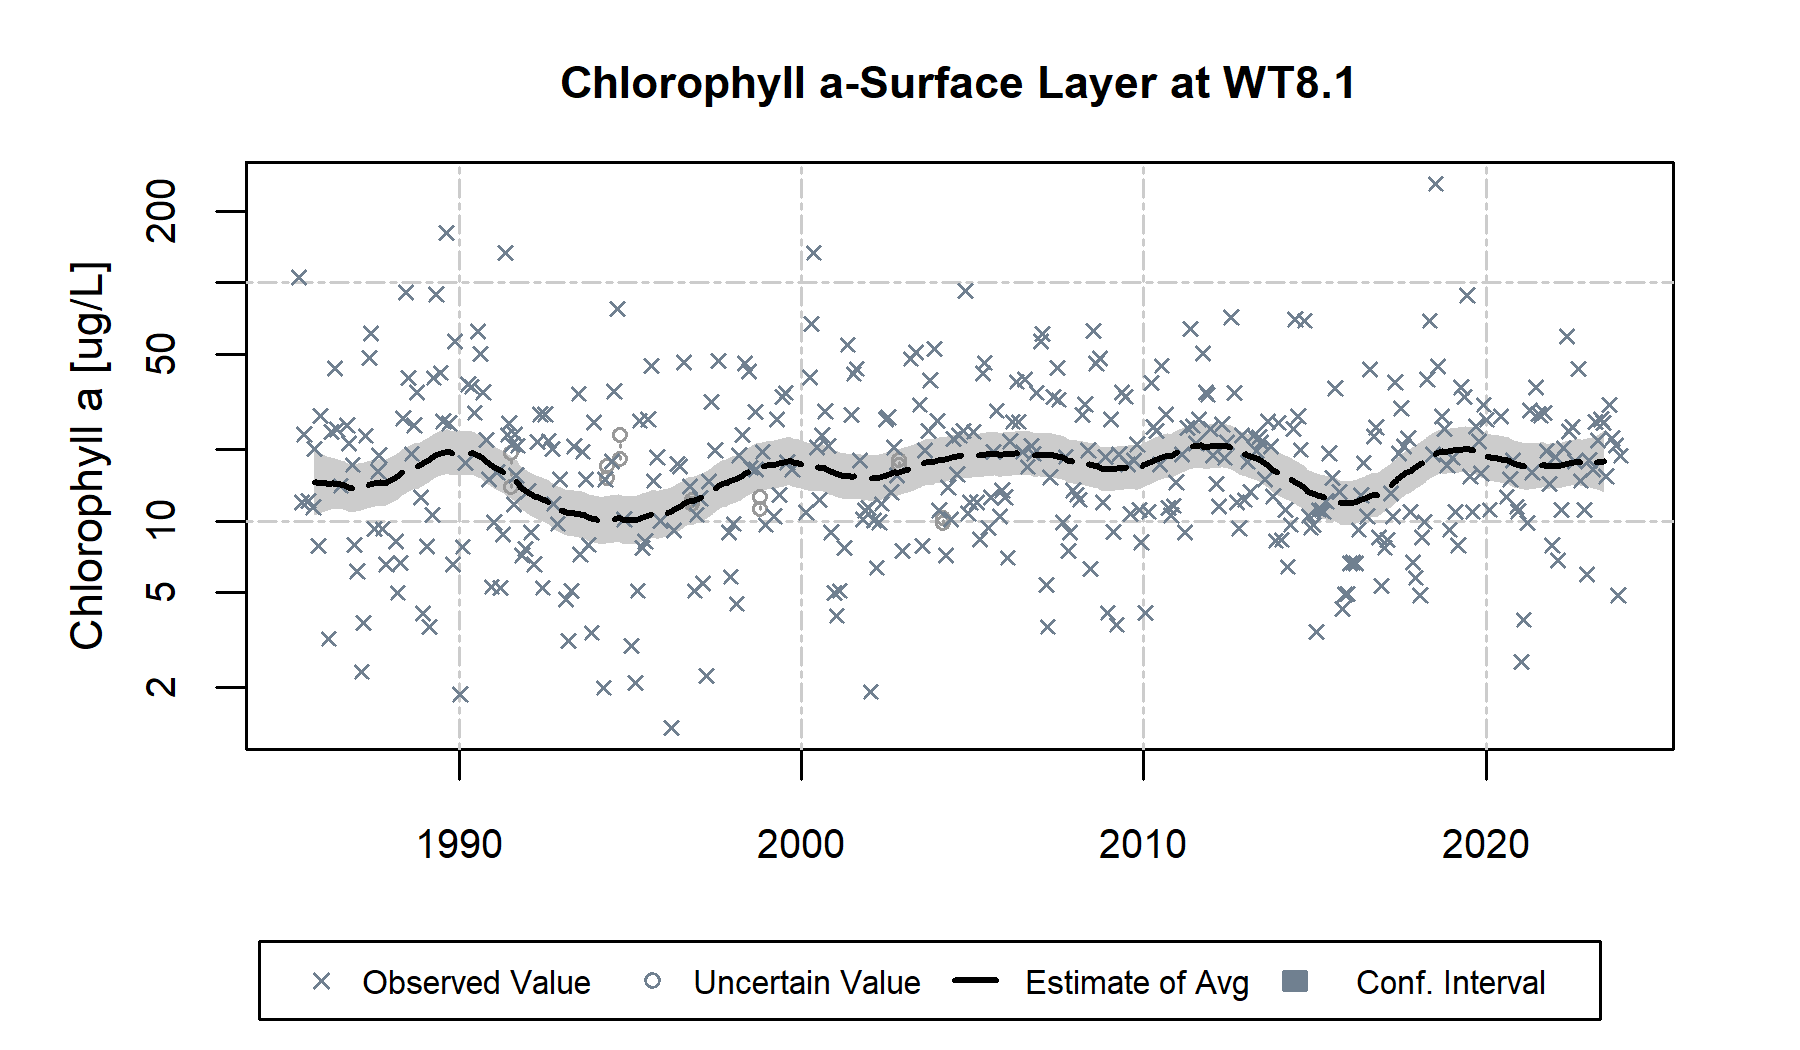 Chlorophyll a-Surface Layer at WT8.1
Chlorophyll a [ug/L]
200
50
10
5
2
1990 2000 2010 2020
Observed Value Uncertain Value Estimate of Avg Conf. Interval